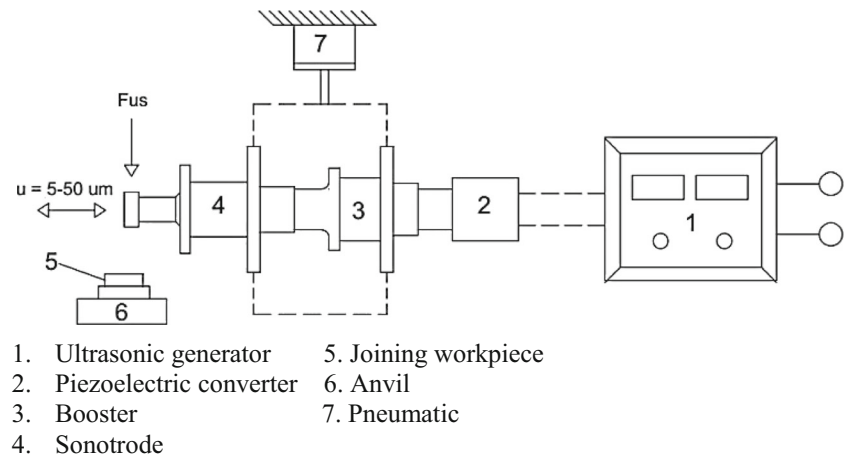 7
Fus
u = 5-50 um
4
3
2
1
5
6
1. Ultrasonic generator 5. Joining workpiece
2. Piezoelectric converter 6. Anvil
3. Booster 7. Pneumatic
4. Sonotrode